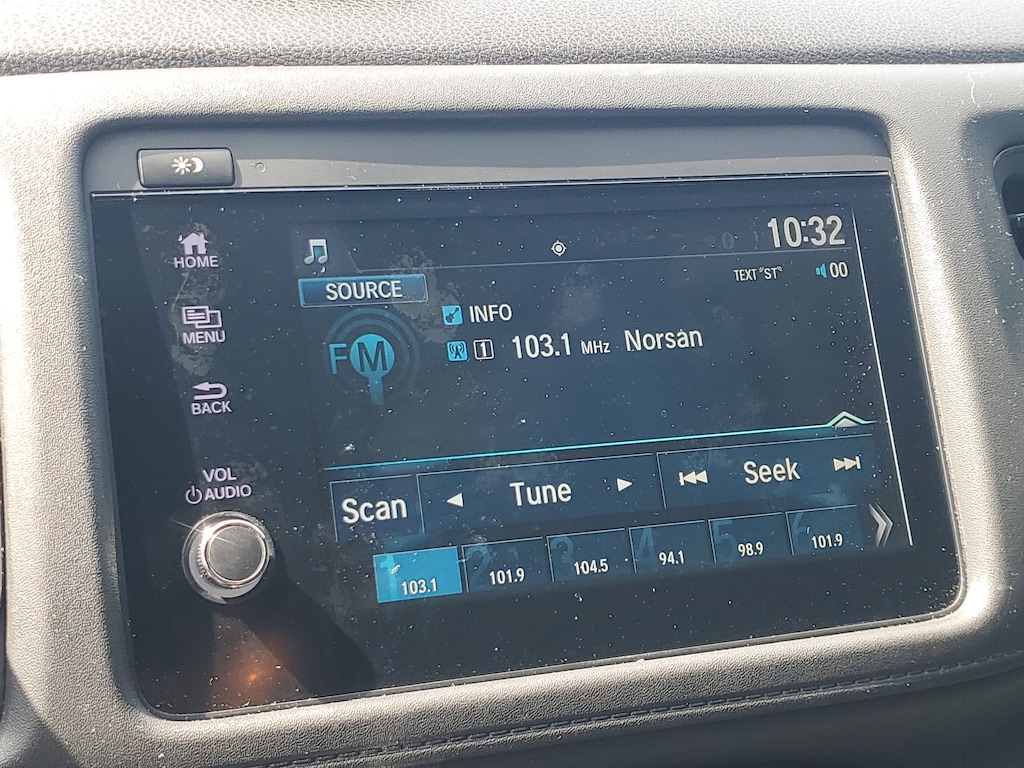 HOME
MENU
BACK
VOL
AUDIO
10:32
TEXT "ST"
00
SOURCE
FM
INFO
1 103.1 MHz Norsan
Scan
Tune
Seek
1 103.1
2 101.9
3 104.5
4 94.1
5 98.9
6 101.9